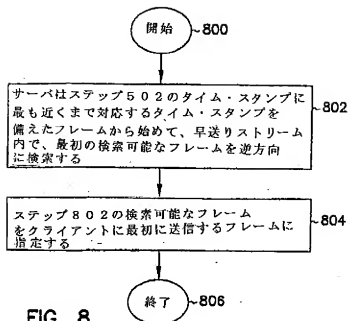 開始
800
サーバはステップ502のタイム・スタンプに
最も近くまで対応するタイム・スタンプを
備えたフレームから始めて、早送りストリーム
内で、最初の検索可能なフレームを逆方向
に検索する
802
ステップ802の検索可能なフレーム
をクライアントに最初に送信するフレームに
指定する
804
終了
806
FIG. 8